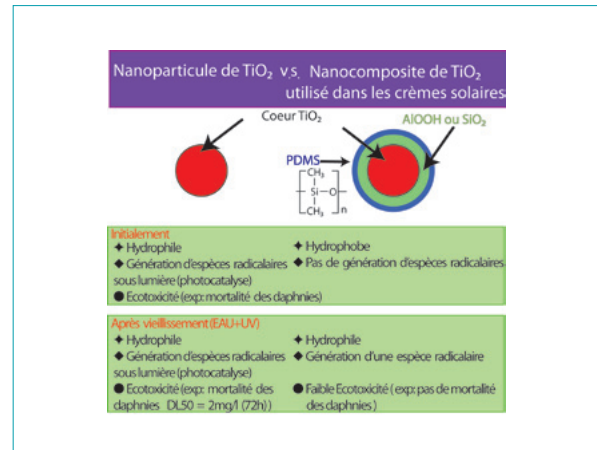 Nanoparticule de TiO₂ v.s. Nanocomposite de TiO₂
utilisé dans les crèmes solaires
Coeur TiO₂
AlOOH ou SiO₂
PDMS
CH₃
Si O
CH₃
n
Initialement
✦ Hydrophile
◆ Génération d'espèces radicalaires
sous lumière (photocatalyse)
● Ecotoxicité (exp: mortalité des daphnies)
✦ Hydrophobe
◆ Pas de génération d'espèces radicalaires
Après vieillissement (EAU+UV)
✦ Hydrophile
◆ Génération d'espèces radicalaires
sous lumière (photocatalyse)
● Ecotoxicité (exp: mortalité des
daphnies DL50 = 2mg/l (72h))
✦ Hydrophile
◆ Génération d'une espèce radicalaire
● Faible Ecotoxicité ( exp: pas de mortalité
des daphnies )